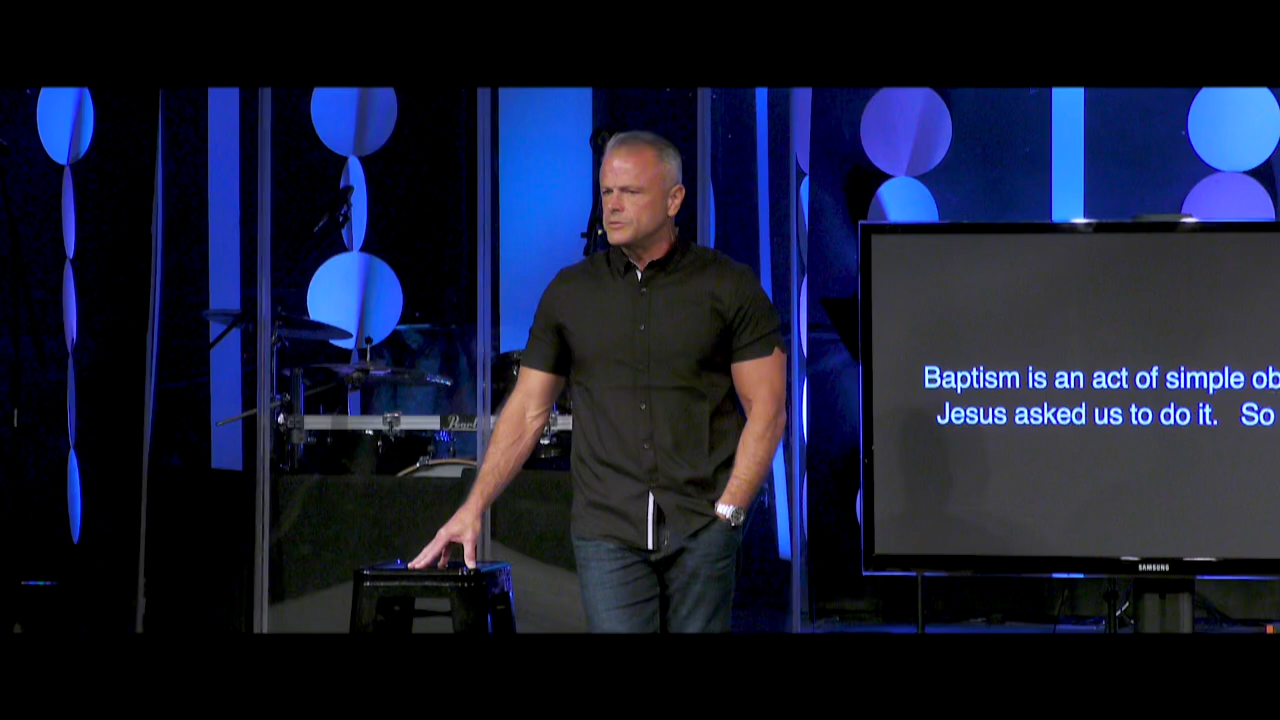 Pearl
Baptism is an act of simple ob
Jesus asked us to do it. So
SAMSUNG